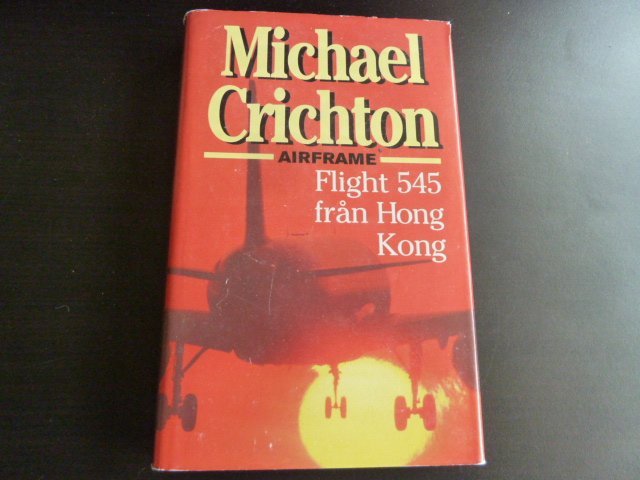 Michael
Crichton
AIRFRAME
Flight 545
från Hong
Kong